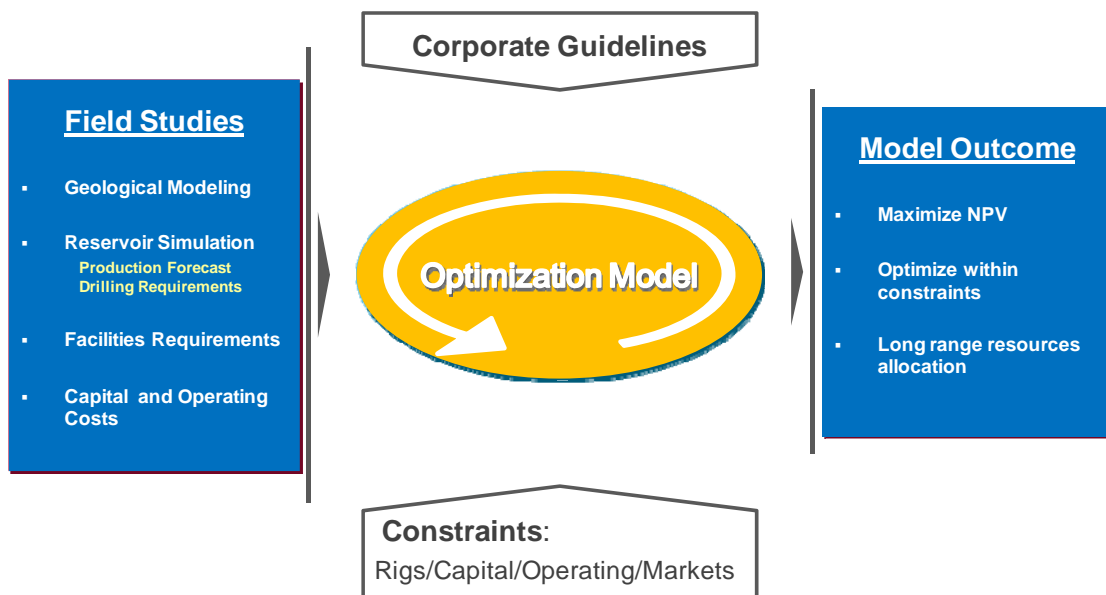 Corporate Guidelines
Field Studies
▪ Geological Modeling
▪ Reservoir Simulation
Production Forecast
Drilling Requirements
▪ Facilities Requirements
▪ Capital and Operating
Costs
Optimization Model
Model Outcome
▪ Maximize NPV
▪ Optimize within
constraints
▪ Long range resources
allocation
Constraints:
Rigs/Capital/Operating/Markets